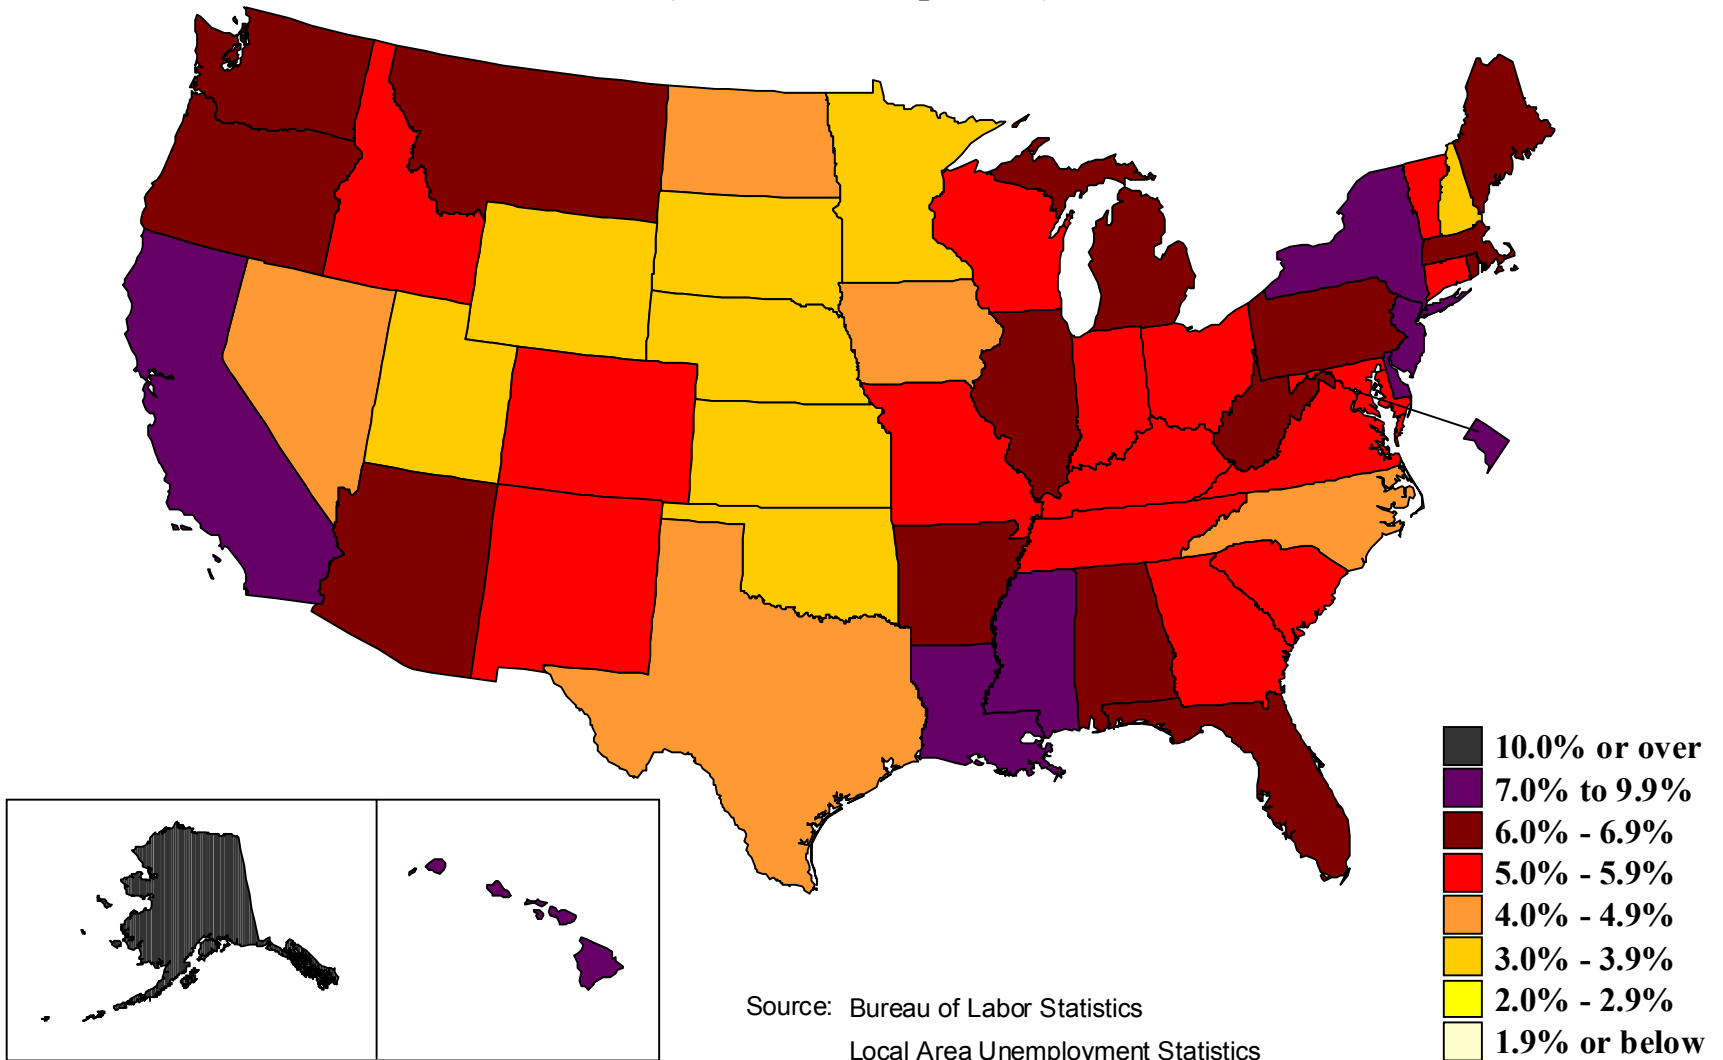 10.0% or over
7.0% to 9.9%
6.0% - 6.9%
5.0% - 5.9%
4.0% - 4.9%
3.0% - 3.9%
2.0% - 2.9%
1.9% or below
Source: Bureau of Labor Statistics
Local Area Unemployment Statistics